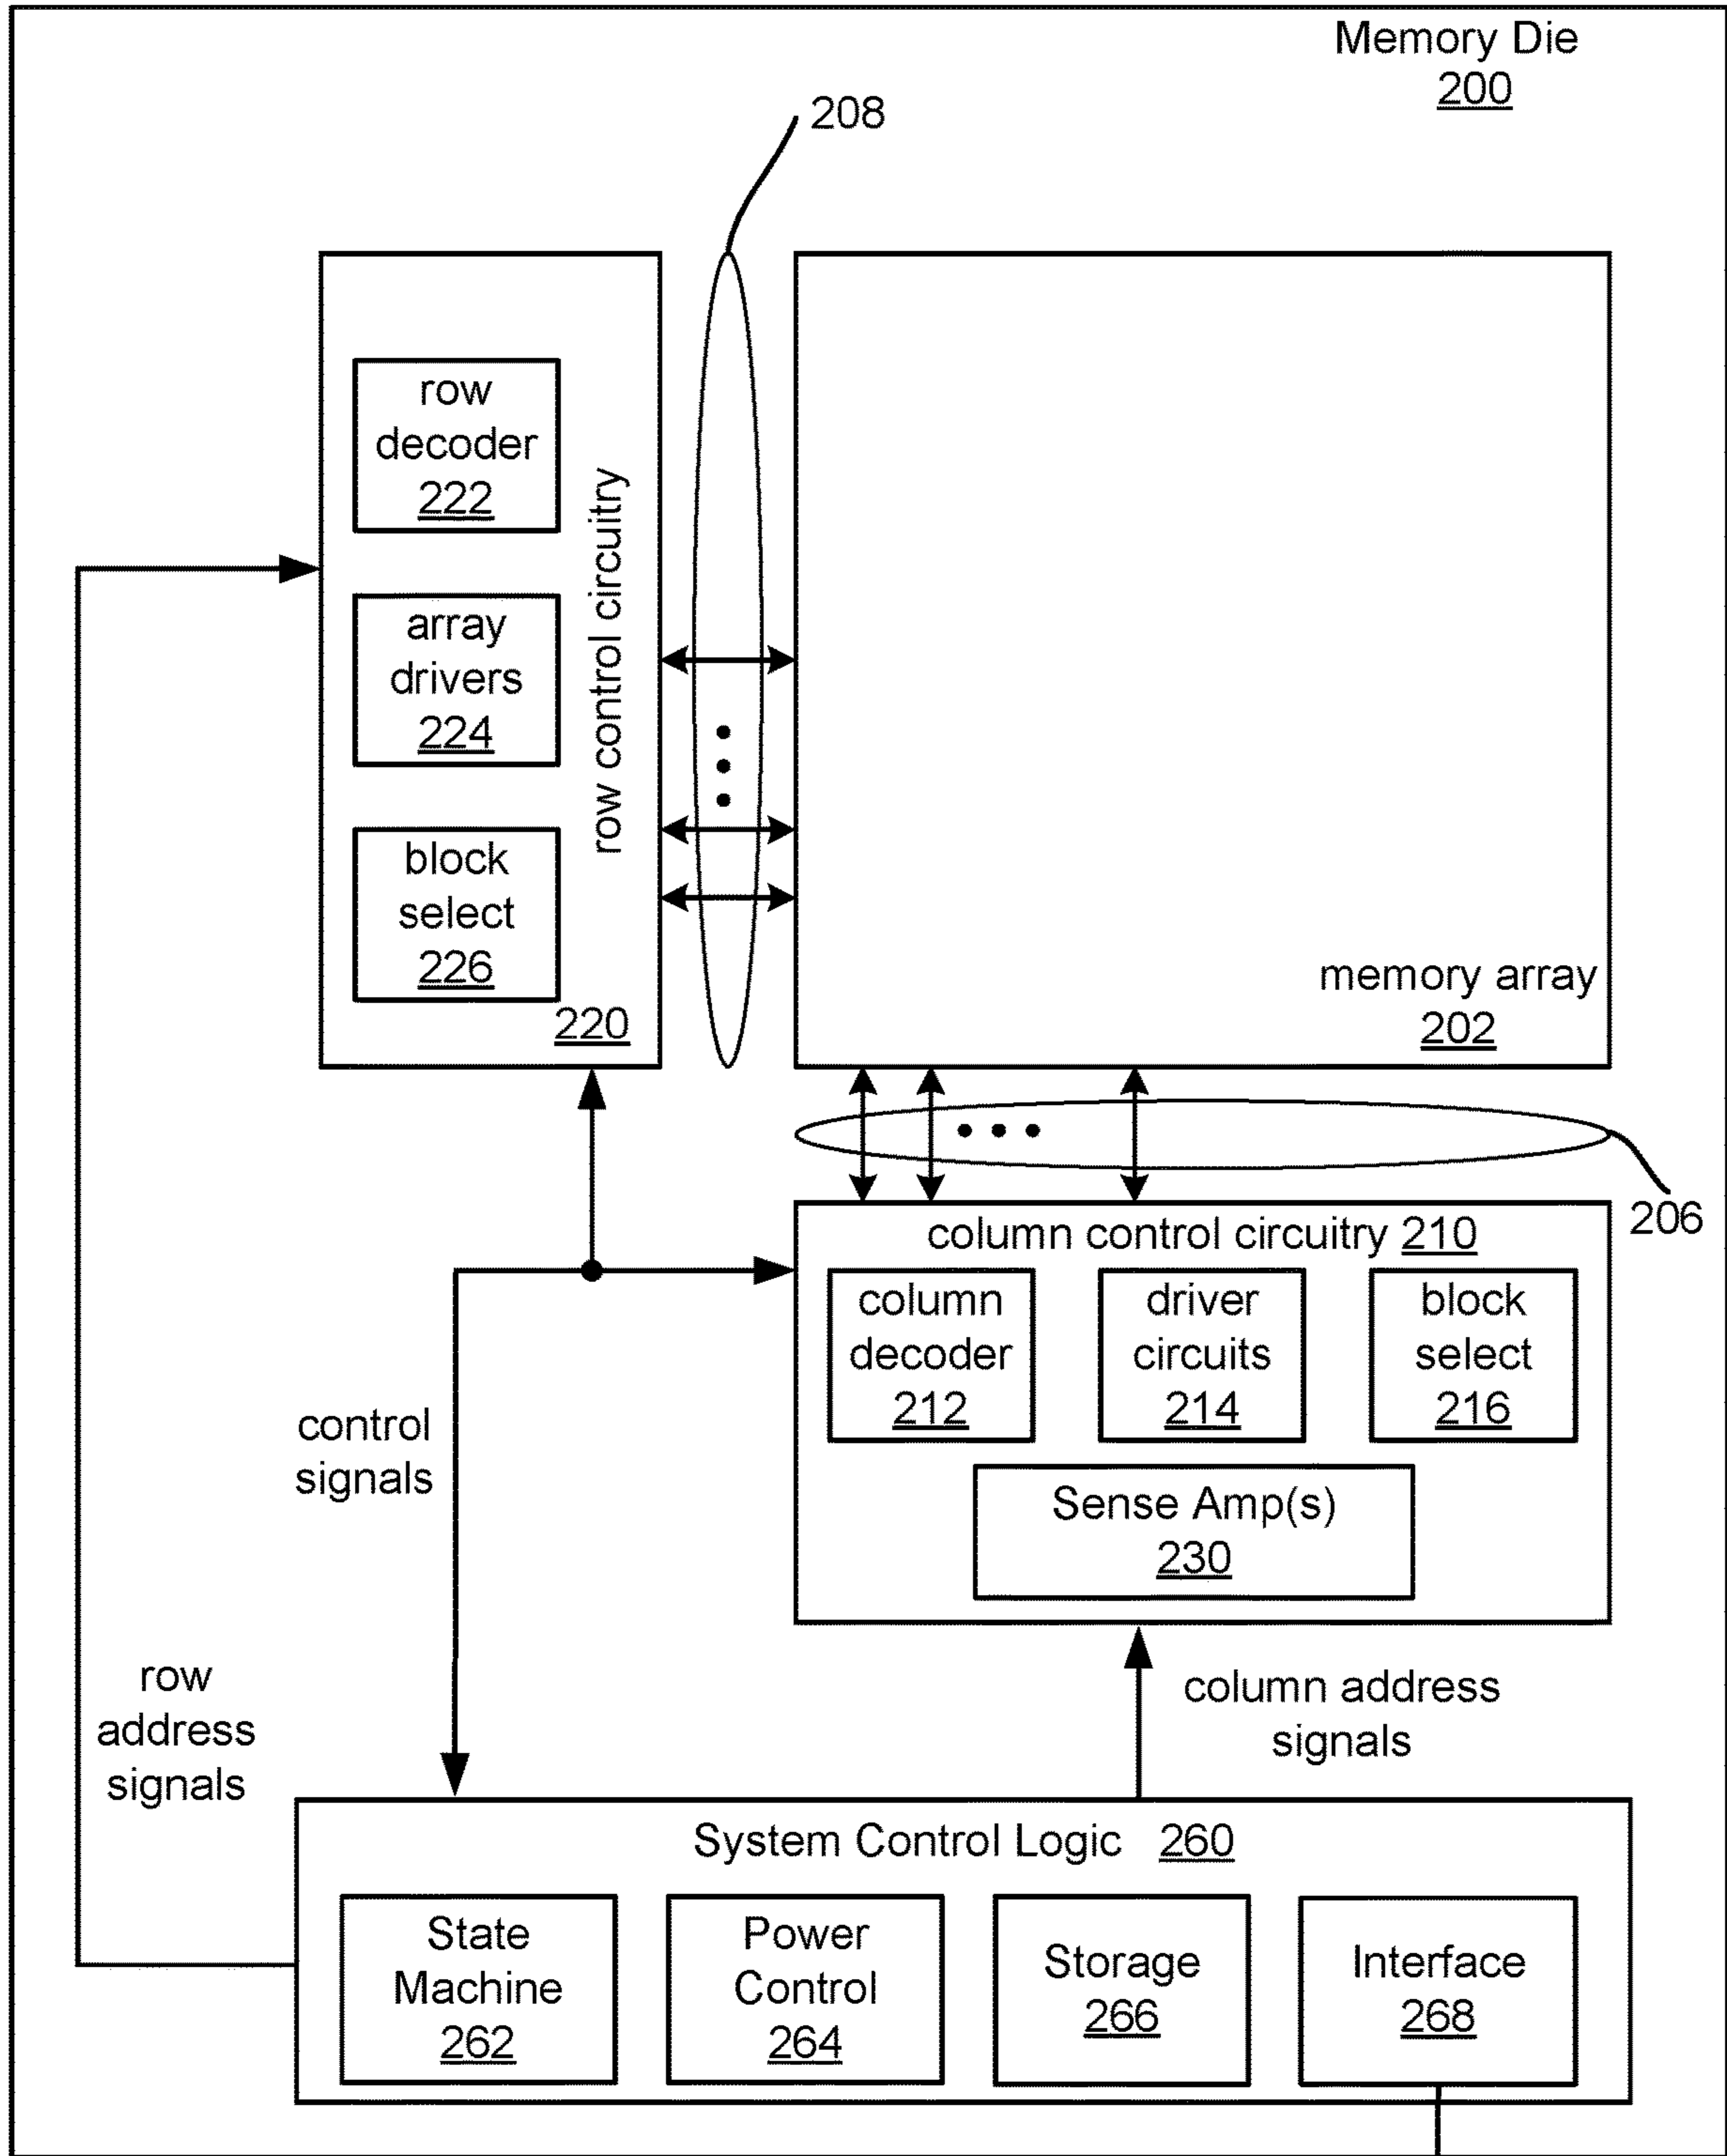 Memory Die
200
208
row
decoder
222
array
drivers
224
block
select
226
row control circuitry
220
memory array
202
206
column control circuitry 210
column
decoder
212
driver
circuits
214
block
select
216
Sense Amp(s)
230
control
signals
row
address
signals
column address
signals
System Control Logic 260
State
Machine
262
Power
Control
264
Storage
266
Interface
268